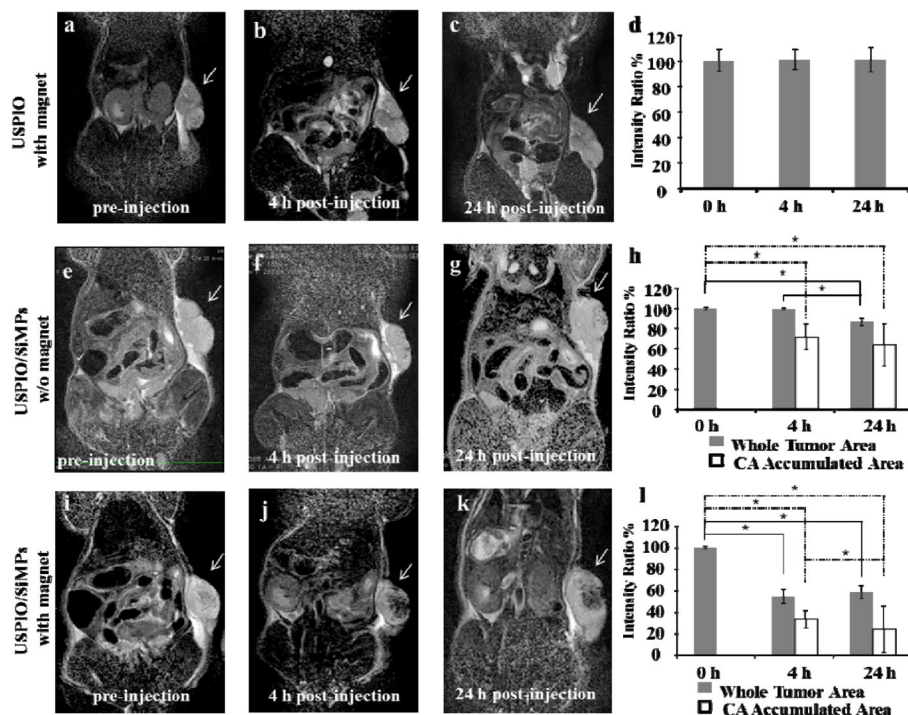 USPIO
with magnet
a
pre-injection
b
4 h post-injection
c
24 h post-injection
d
Intensity Ratio %
120
100
80
60
40
20
0
0 h
4 h
24 h
USPIO/SiMPs
w/o magnet
e
pre-injection
f
4 h post-injection
g
24 h post-injection
h
*
*
*
*
Intensity Ratio %
120
100
80
60
40
20
0
0 h
4 h
24 h
Whole Tumor Area
CA Accumulated Area
USPIO/SiMPs
with magnet
i
pre-injection
j
4 h post-injection
k
24 h post-injection
l
*
*
*
*
*
Intensity Ratio %
120
100
80
60
40
20
0
0 h
4 h
24 h
Whole Tumor Area
CA Accumulated Area